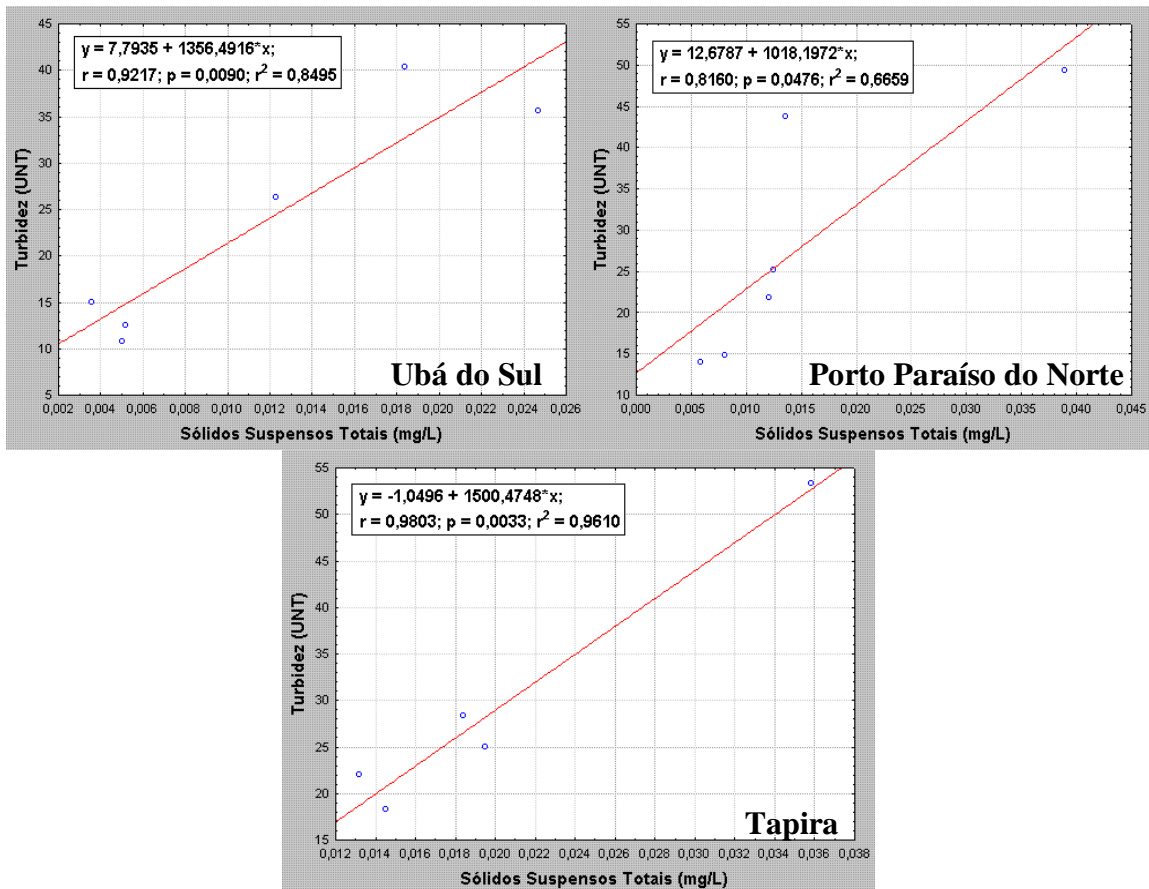 y = 7,7935 + 1356,4916*x;
r = 0,9217; p = 0,0090; r² = 0,8495
45
40
35
30
25
20
15
10
5
Turbidez (UNT)
Ubá do Sul
0,002 0,004 0,006 0,008 0,010 0,012 0,014 0,016 0,018 0,020 0,022 0,024 0,026
Sólidos Suspensos Totais (mg/L)
y = 12,6787 + 1018,1972*x;
r = 0,8160; p = 0,0476; r² = 0,6659
55
50
45
40
35
30
25
20
15
10
Turbidez (UNT)
Porto Paraíso do Norte
0,000 0,005 0,010 0,015 0,020 0,025 0,030 0,035 0,040 0,045
Sólidos Suspensos Totais (mg/L)
y = -1,0496 + 1500,4748*x;
r = 0,9803; p = 0,0033; r² = 0,9610
55
50
45
40
35
30
25
20
15
Turbidez (UNT)
Tapira
0,012 0,014 0,016 0,018 0,020 0,022 0,024 0,026 0,028 0,030 0,032 0,034 0,036 0,038
Sólidos Suspensos Totais (mg/L)